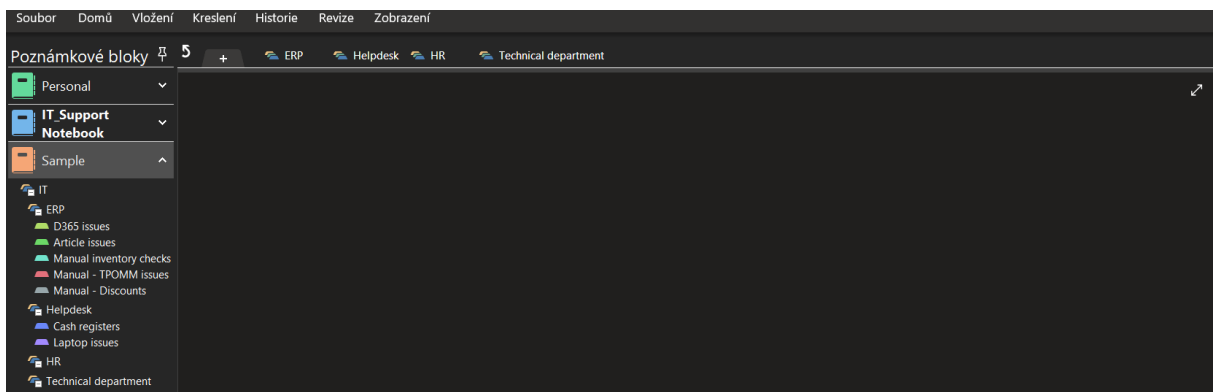 Soubor Domů Vložení Kreslení Historie Revize Zobrazení
Poznámkové bloky
+ ERP Helpdesk HR Technical department
Personal
IT_Support
Notebook
Sample
IT
ERP
D365 issues
Article issues
Manual inventory checks
Manual - TPOMM issues
Manual - Discounts
Helpdesk
Cash registers
Laptop issues
HR
Technical department